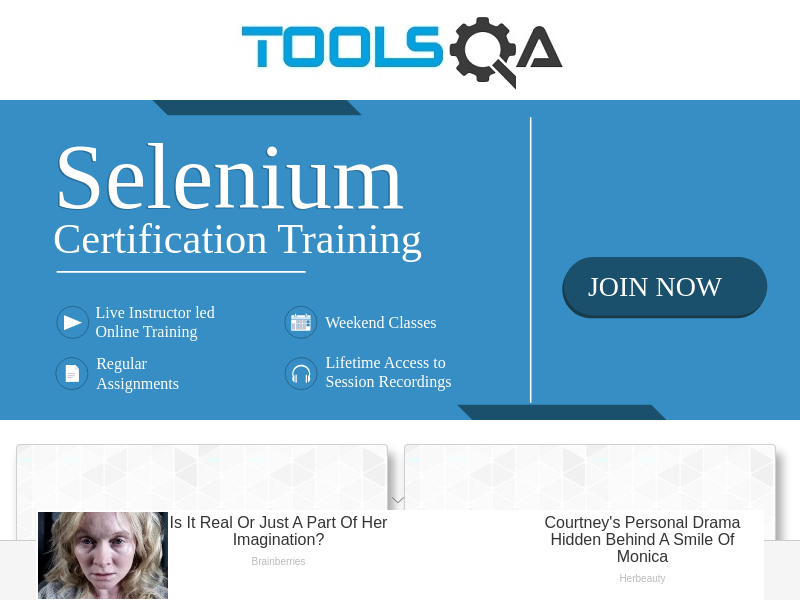 TOOLSQA
Selenium
Certification Training
Live Instructor led
Online Training
Weekend Classes
Regular
Assignments
Lifetime Access to
Session Recordings
JOIN NOW
Is It Real Or Just A Part Of Her
Imagination?
Brainberries
Courtney's Personal Drama
Hidden Behind A Smile Of
Monica
Herbeauty